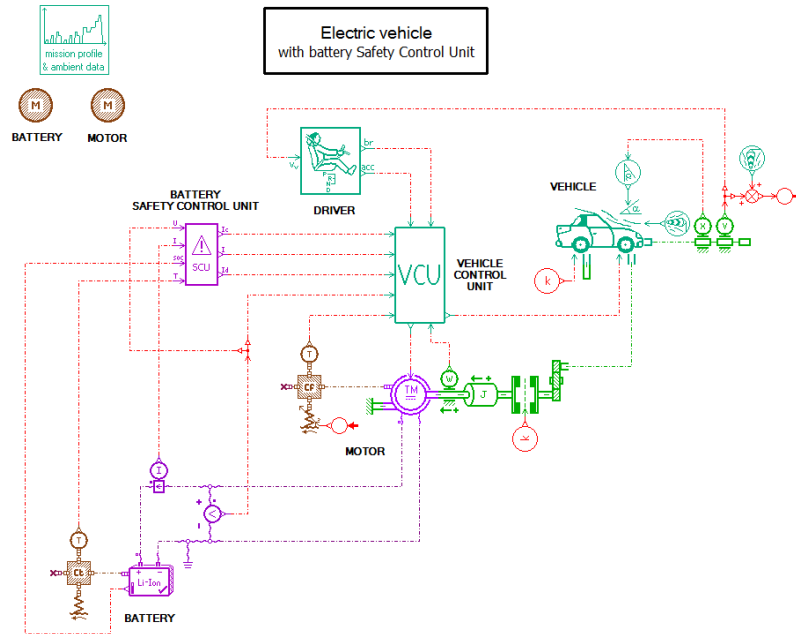 Electric vehicle
with battery Safety Control Unit
mission profile
& ambient data
M
M
BATTERY
MOTOR
br
Vv
acc
P
R
N
D
DRIVER
VEHICLE
α
X
V
BATTERY
SAFETY CONTROL UNIT
U
I
soc
T
SCU
Ic
I
Id
VCU
VEHICLE
CONTROL
UNIT
k
T
CF
TM
W
J
k
MOTOR
I
+
-
V
T
Ct
+ -
Li-Ion
BATTERY